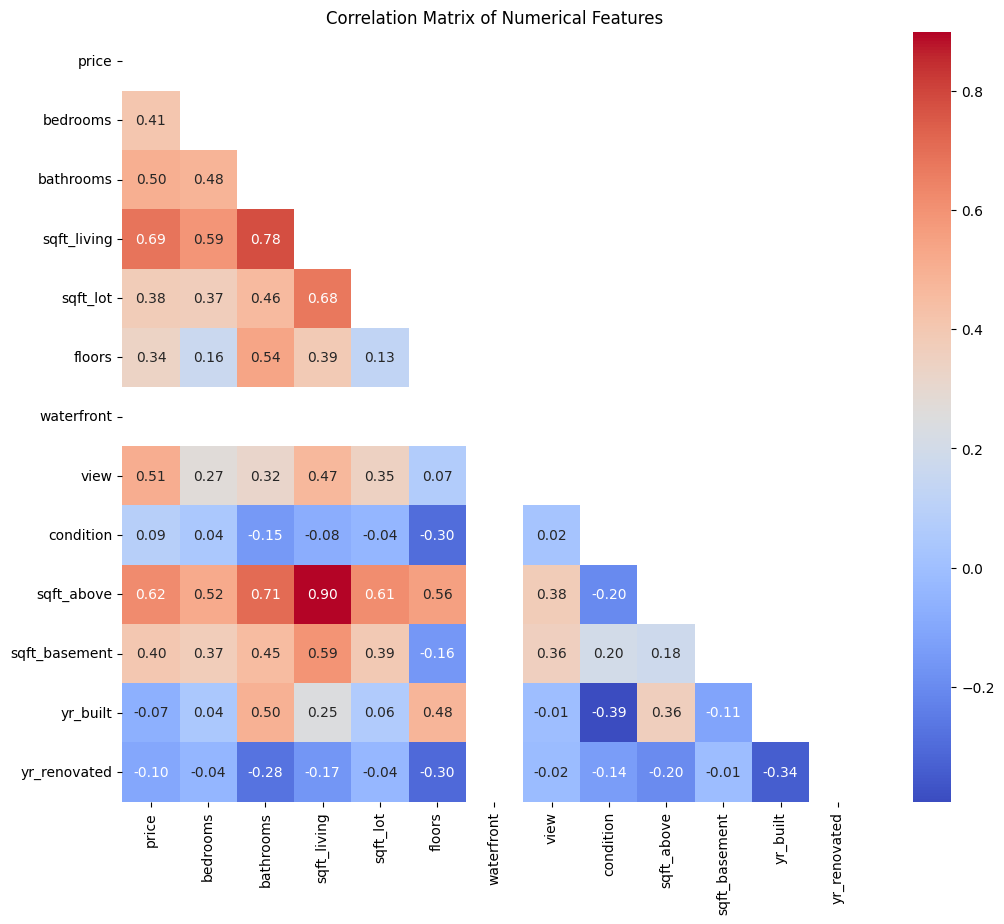 Correlation Matrix of Numerical Features
price
bedrooms 0.41
bathrooms 0.50 0.48
sqft_living 0.69 0.59 0.78
sqft_lot 0.38 0.37 0.46 0.68
floors 0.34 0.16 0.54 0.39 0.13
waterfront
view 0.51 0.27 0.32 0.47 0.35 0.07
condition 0.09 0.04 -0.15 -0.08 -0.04 -0.30 0.02
sqft_above 0.62 0.52 0.71 0.90 0.61 0.56 0.38 -0.20
sqft_basement 0.40 0.37 0.45 0.59 0.39 -0.16 0.36 0.20 0.18
yr_built -0.07 0.04 0.50 0.25 0.06 0.48 -0.01 -0.39 0.36 -0.11
yr_renovated -0.10 -0.04 -0.28 -0.17 -0.04 -0.30 -0.02 -0.14 -0.20 -0.01 -0.34
price bedrooms bathrooms sqft_living sqft_lot floors waterfront view condition sqft_above sqft_basement yr_built yr_renovated
0.8
0.6
0.4
0.2
0.0
−0.2